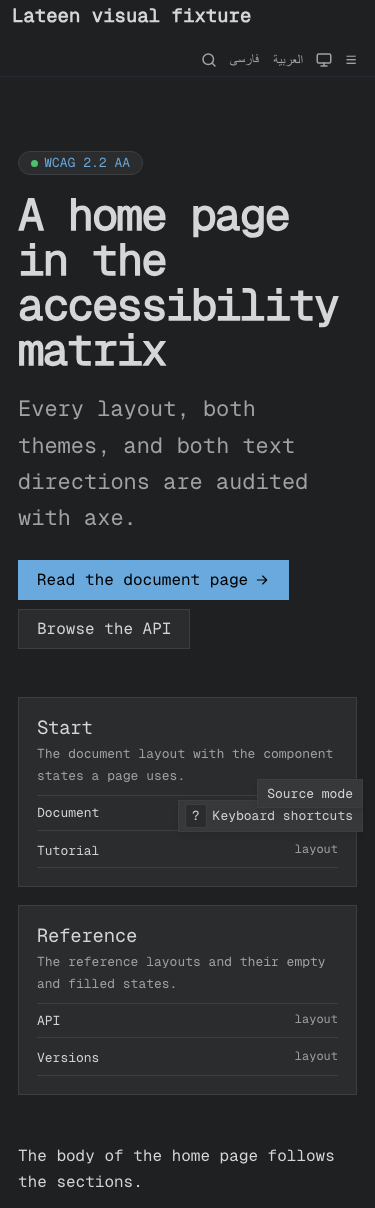 Lateen visual fixture
فارسی العربية
WCAG 2.2 AA
A home page
in the
accessibility
matrix
Every layout, both
themes, and both text
directions are audited
with axe.
Read the document page →
Browse the API
Start
The document layout with the component
states a page uses.
Source mode
Document
? Keyboard shortcuts
Tutorial layout
Reference
The reference layouts and their empty
and filled states.
API layout
Versions layout
The body of the home page follows
the sections.